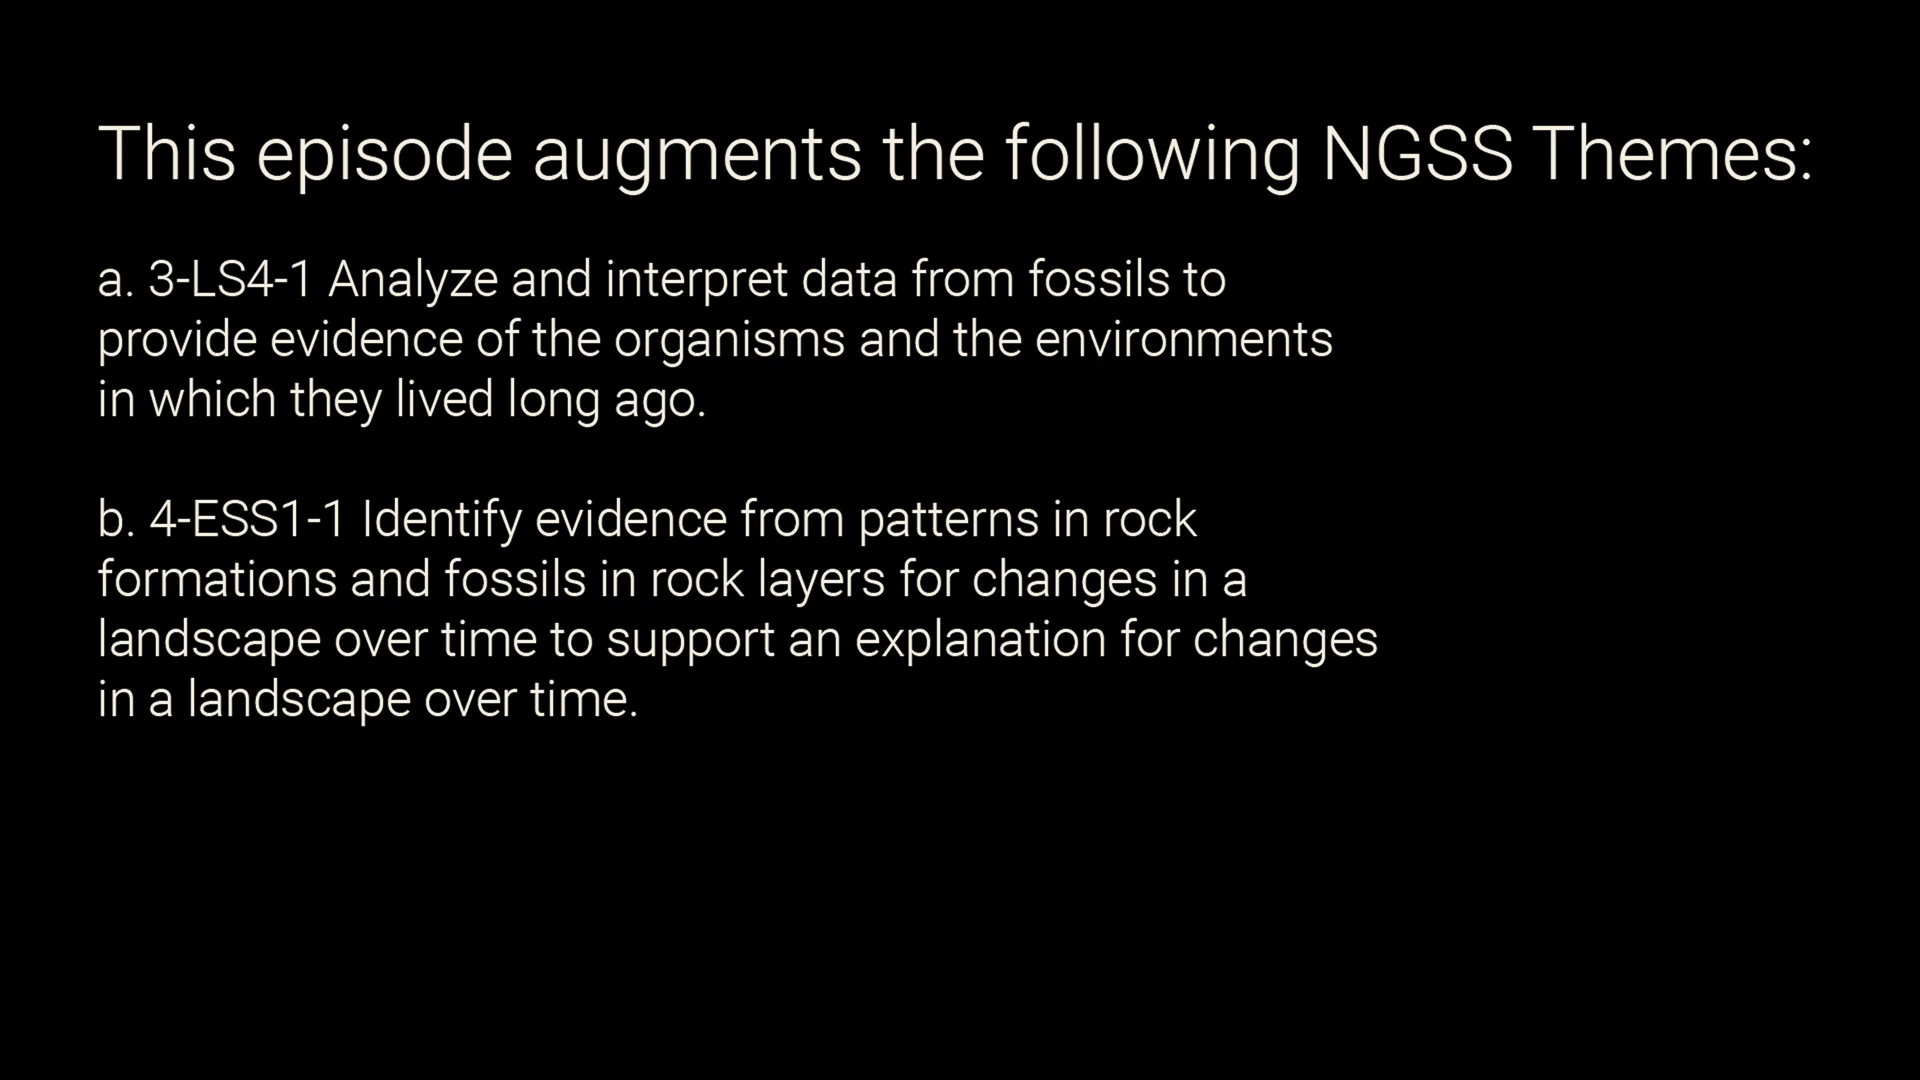 This episode augments the following NGSS Themes:
a. 3-LS4-1 Analyze and interpret data from fossils to
provide evidence of the organisms and the environments
in which they lived long ago.
b. 4-ESS1-1 Identify evidence from patterns in rock
formations and fossils in rock layers for changes in a
landscape over time to support an explanation for changes
in a landscape over time.